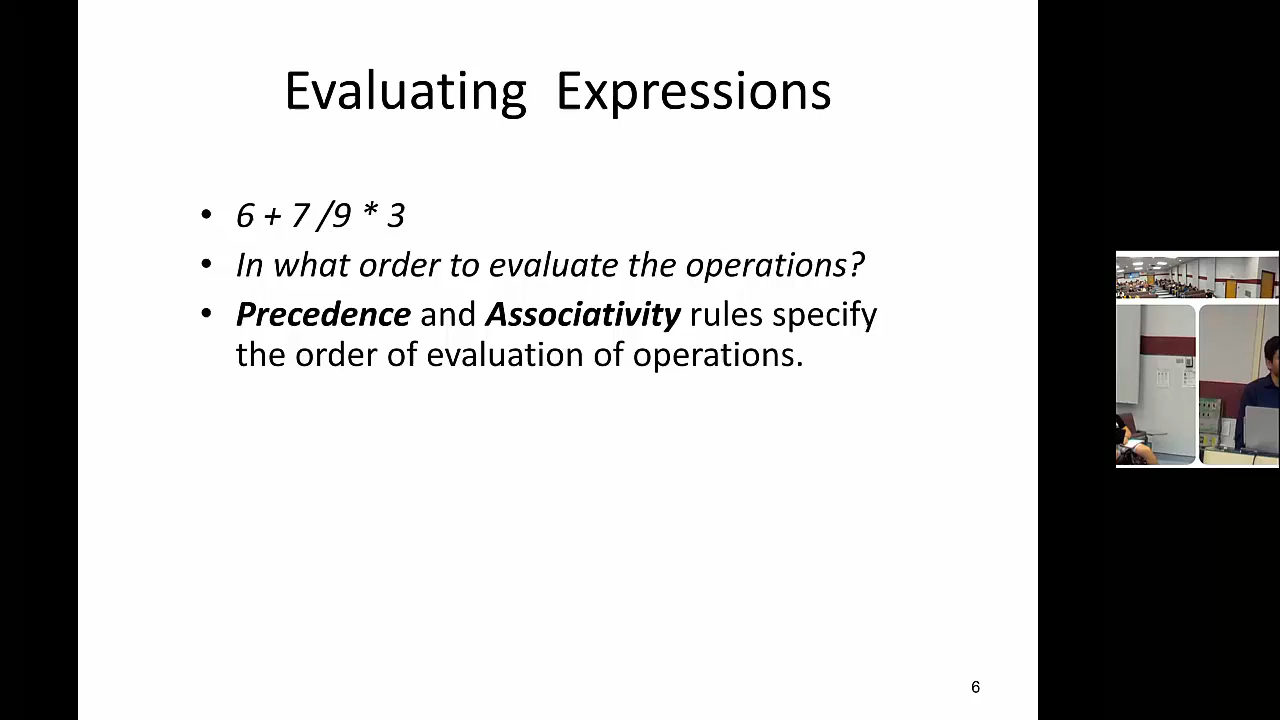 Evaluating Expressions
• 6 + 7 /9 * 3
• In what order to evaluate the operations?
• Precedence and Associativity rules specify
the order of evaluation of operations.
6